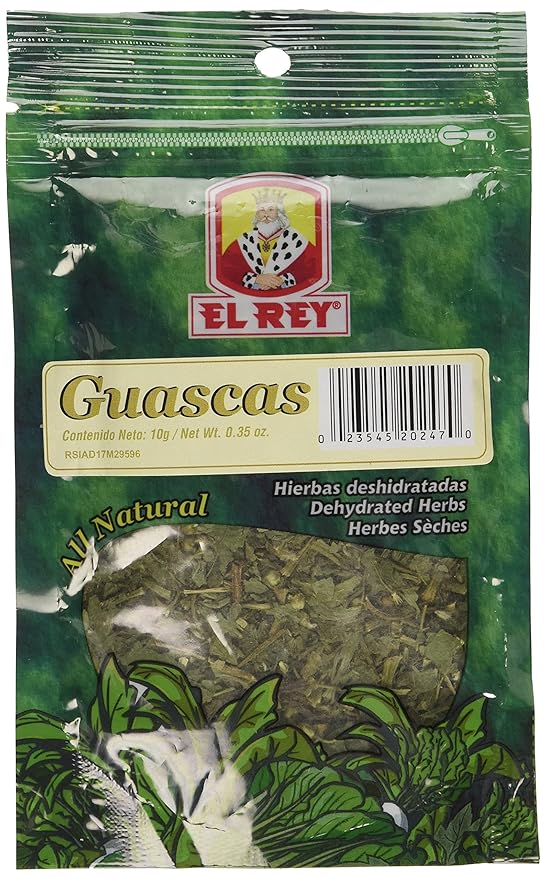 EL REY®
Guascas
Contenido Neto: 10g / Net Wt. 0.35 oz.
RSIAD17M29596
0 23545 20247 0
Hierbas deshidratadas
Dehydrated Herbs
Herbes Sèches
All Natural